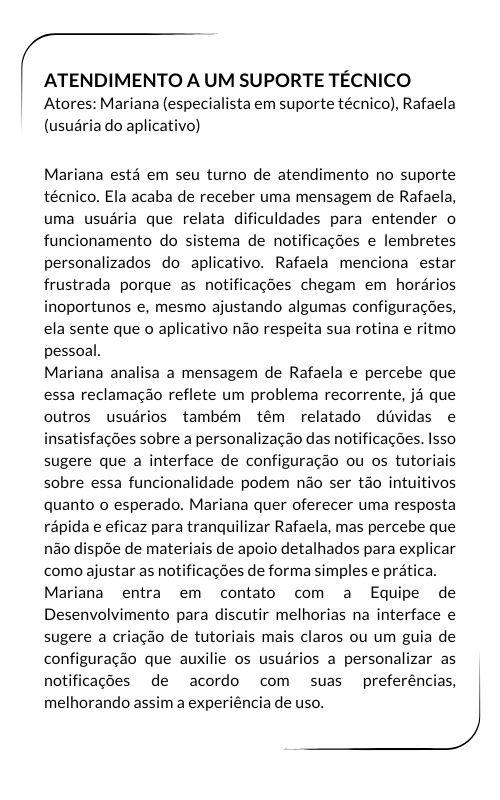 ATENDIMENTO A UM SUPORTE TÉCNICO
Atores: Mariana (especialista em suporte técnico), Rafaela
(usuária do aplicativo)
Mariana está em seu turno de atendimento no suporte
técnico. Ela acaba de receber uma mensagem de Rafaela,
uma usuária que relata dificuldades para entender o
funcionamento do sistema de notificações e lembretes
personalizados do aplicativo. Rafaela menciona estar
frustrada porque as notificações chegam em horários
inoportunos e, mesmo ajustando algumas configurações,
ela sente que o aplicativo não respeita sua rotina e ritmo
pessoal.
Mariana analisa a mensagem de Rafaela e percebe que
essa reclamação reflete um problema recorrente, já que
outros usuários também têm relatado dúvidas e
insatisfações sobre a personalização das notificações. Isso
sugere que a interface de configuração ou os tutoriais
sobre essa funcionalidade podem não ser tão intuitivos
quanto o esperado. Mariana quer oferecer uma resposta
rápida e eficaz para tranquilizar Rafaela, mas percebe que
não dispõe de materiais de apoio detalhados para explicar
como ajustar as notificações de forma simples e prática.
Mariana entra em contato com a Equipe de
Desenvolvimento para discutir melhorias na interface e
sugere a criação de tutoriais mais claros ou um guia de
configuração que auxilie os usuários a personalizar as
notificações de acordo com suas preferências,
melhorando assim a experiência de uso.